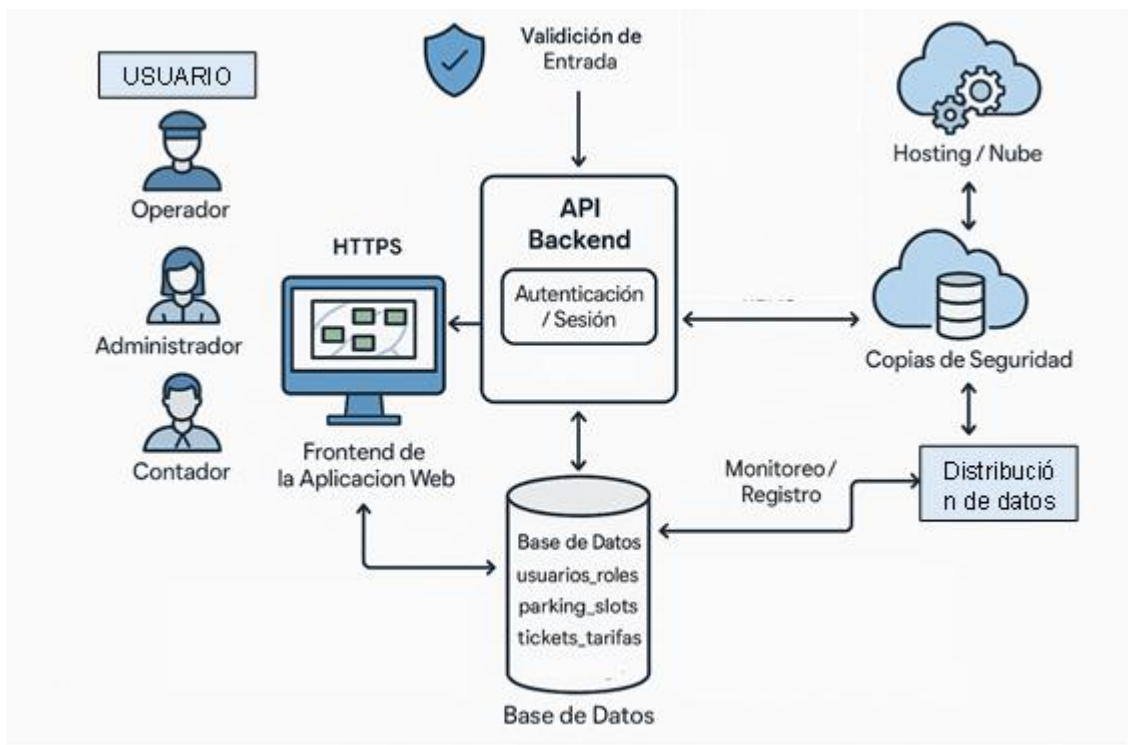 Validición de
Entrada
USUARIO
Operador
Administrador
Contador
HTTPS
Frontend de
la Aplicacion Web
API
Backend
Autenticación
/ Sesión
Hosting / Nube
Copias de Seguridad
Monitoreo /
Registro
Distribució
n de datos
Base de Datos
usuarios_roles
parking_slots
tickets_tarifas
Base de Datos